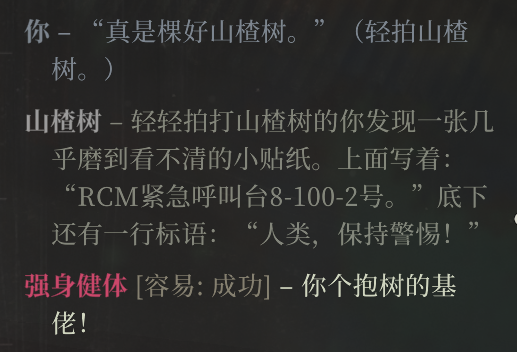 你 – “真是棵好山楂树。”（轻拍山楂
树。）
山楂树 – 轻轻拍打山楂树的你发现一张几
乎磨到看不清的小贴纸。上面写着：
“RCM紧急呼叫台8-100-2号。”底下
还有一行标语：“人类，保持警惕！”
强身健体 [容易: 成功] – 你个抱树的基
佬！